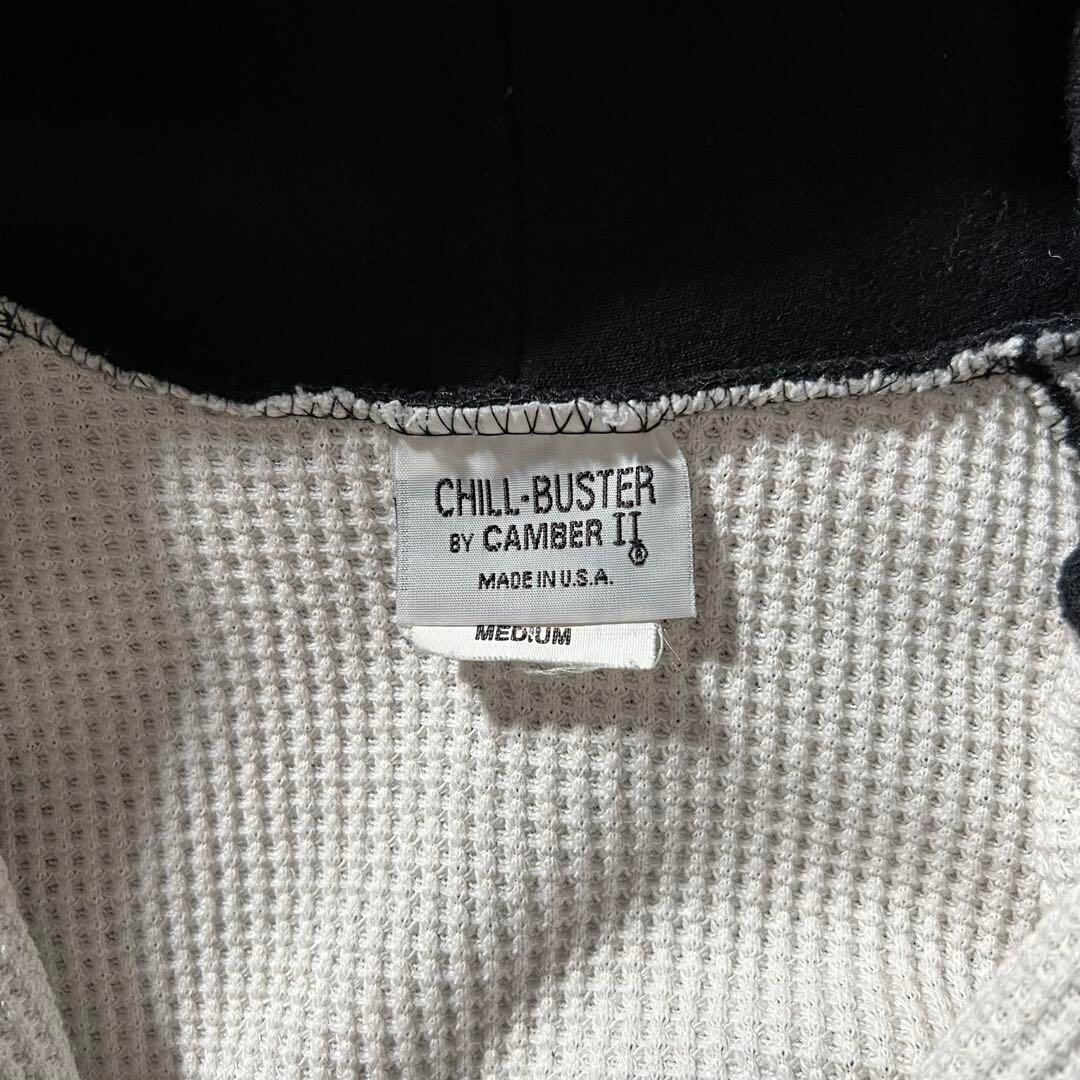 CHILL-BUSTER
BY CAMBER II®
MADE IN U.S.A.
MEDIUM